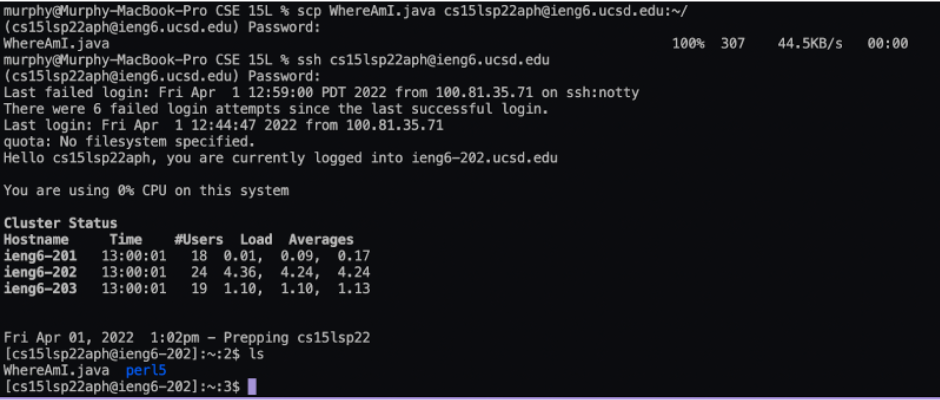 murphy@Murphy-MacBook-Pro CSE 15L % scp WhereAmI.java cs15lsp22aph@ieng6.ucsd.edu:~/
(cs15lsp22aph@ieng6.ucsd.edu) Password:
WhereAmI.java 100% 307 44.5KB/s 00:00
murphy@Murphy-MacBook-Pro CSE 15L % ssh cs15lsp22aph@ieng6.ucsd.edu
(cs15lsp22aph@ieng6.ucsd.edu) Password:
Last failed login: Fri Apr  1 12:59:00 PDT 2022 from 100.81.35.71 on ssh:notty
There were 6 failed login attempts since the last successful login.
Last login: Fri Apr  1 12:44:47 2022 from 100.81.35.71
quota: No filesystem specified.
Hello cs15lsp22aph, you are currently logged into ieng6-202.ucsd.edu
You are using 0% CPU on this system
Cluster Status
Hostname Time #Users Load Averages
ieng6-201 13:00:01 18 0.01, 0.09, 0.17
ieng6-202 13:00:01 24 4.36, 4.24, 4.24
ieng6-203 13:00:01 19 1.10, 1.10, 1.13
Fri Apr 01, 2022  1:02pm - Prepping cs15lsp22
[cs15lsp22aph@ieng6-202]:~:2$ ls
WhereAmI.java perl5
[cs15lsp22aph@ieng6-202]:~:3$